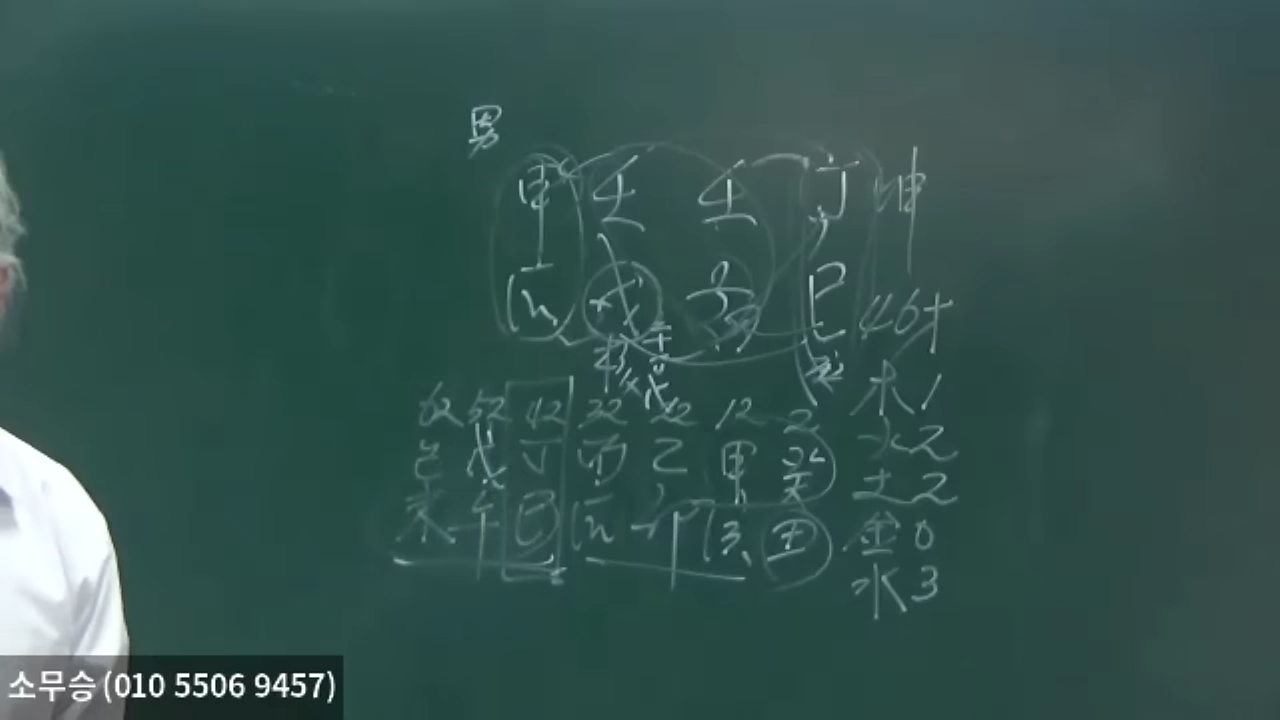 男
甲 壬 壬 丁 坤
辰 戌 子 巳 46才
木 1
62 52 42 32 22 12 2
火 2
己 戊 丁 丙 乙 甲 癸
土 2
未 午 巳 辰 卯 寅 丑
金 0
水 3
소무승 (010 5506 9457)